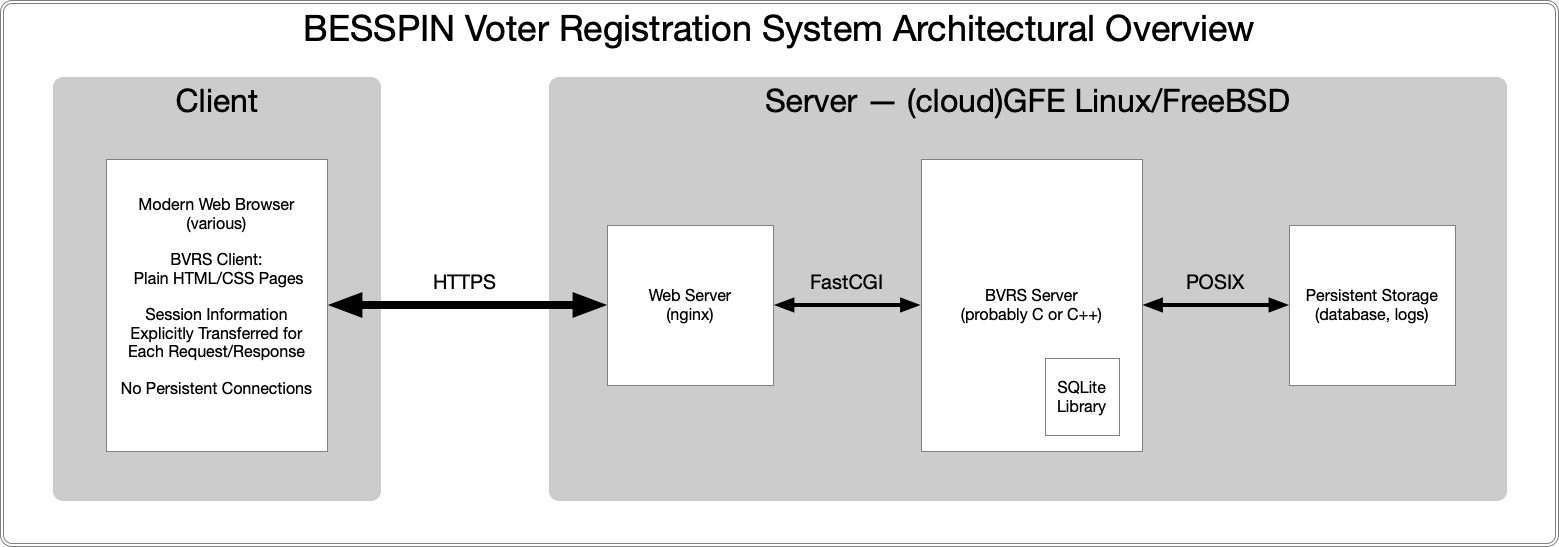 BESSPIN Voter Registration System Architectural Overview
Client
Modern Web Browser
(various)
BVRS Client:
Plain HTML/CSS Pages
Session Information
Explicitly Transferred for
Each Request/Response
No Persistent Connections
HTTPS
Server — (cloud)GFE Linux/FreeBSD
Web Server
(nginx)
FastCGI
BVRS Server
(probably C or C++)
SQLite
Library
POSIX
Persistent Storage
(database, logs)